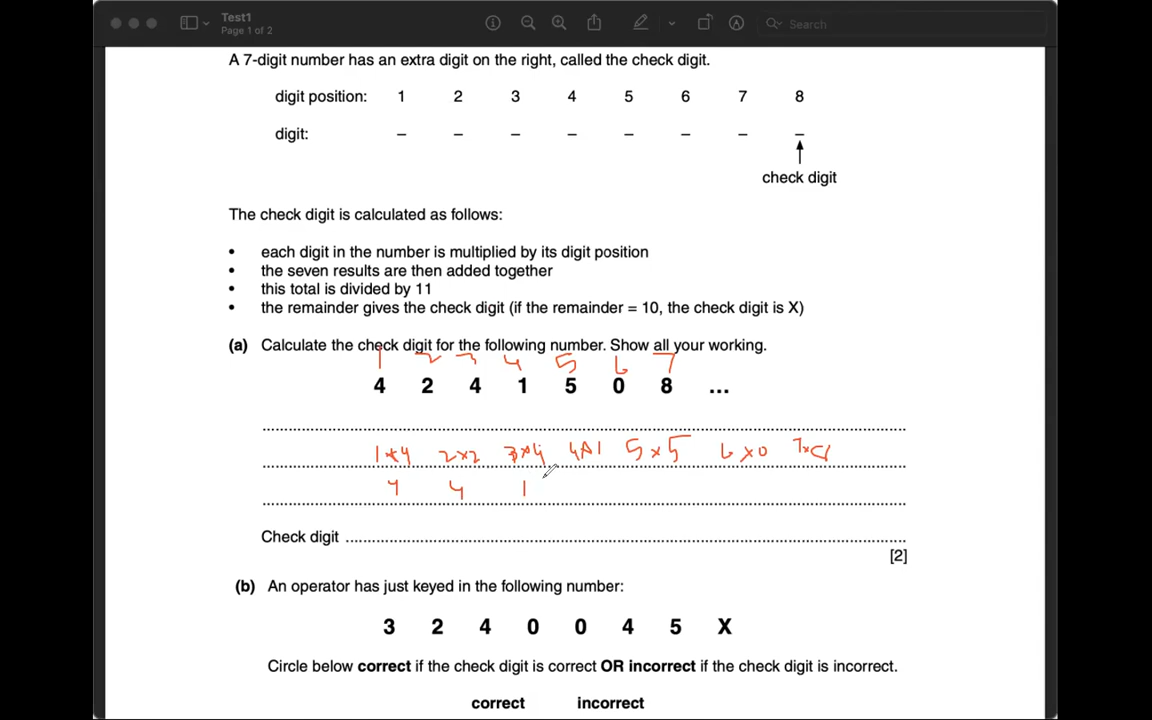 Test1
Page 1 of 2
Search
A 7-digit number has an extra digit on the right, called the check digit.
digit position: 1 2 3 4 5 6 7 8
digit: – – – – – – – –
check digit
The check digit is calculated as follows:
• each digit in the number is multiplied by its digit position
• the seven results are then added together
• this total is divided by 11
• the remainder gives the check digit (if the remainder = 10, the check digit is X)
(a) Calculate the check digit for the following number. Show all your working.
1 2 3 4 5 6 7
4 2 4 1 5 0 8 ...
1×4 2×2 3×4 4×1 5×5 6×0 7×8
4 4 1
Check digit
[2]
(b) An operator has just keyed in the following number:
3 2 4 0 0 4 5 X
Circle below correct if the check digit is correct OR incorrect if the check digit is incorrect.
correct incorrect